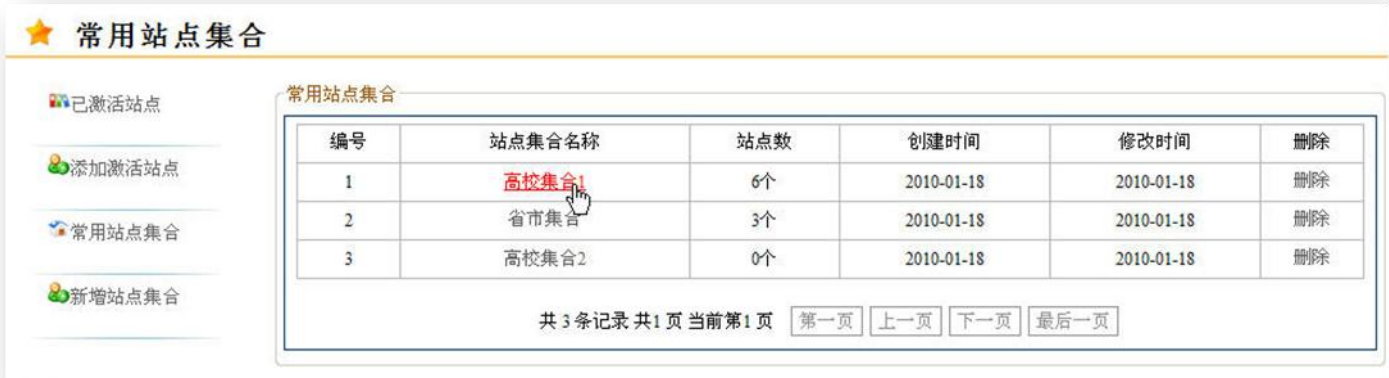 常用站点集合
已激活站点
添加激活站点
常用站点集合
新增站点集合
常用站点集合
编号 站点集合名称 站点数 创建时间 修改时间 删除
1 高校集合1 6个 2010-01-18 2010-01-18 删除
2 省市集合 3个 2010-01-18 2010-01-18 删除
3 高校集合2 0个 2010-01-18 2010-01-18 删除
共 3 条记录 共1 页 当前第1 页 第一页 上一页 下一页 最后一页